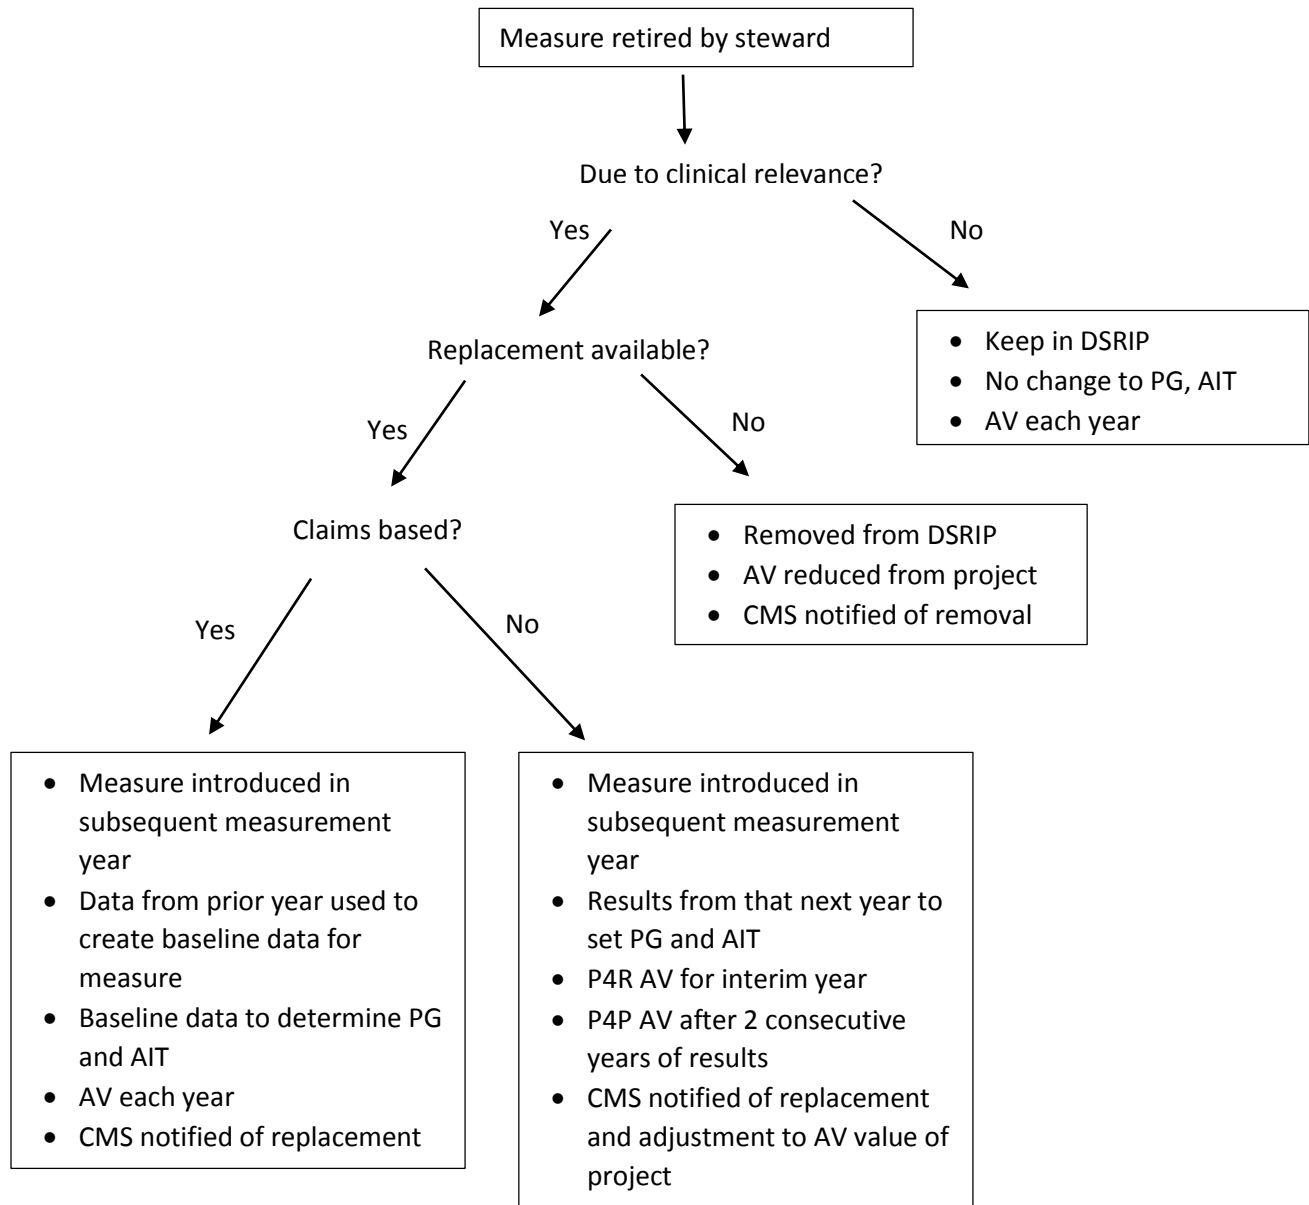 Measure retired by steward
Due to clinical relevance?
Yes
No
Replacement available?
• Keep in DSRIP
• No change to PG, AIT
• AV each year
Yes
No
Claims based?
• Removed from DSRIP
• AV reduced from project
• CMS notified of removal
Yes
No
• Measure introduced in
subsequent measurement
year
• Data from prior year used to
create baseline data for
measure
• Baseline data to determine PG
and AIT
• AV each year
• CMS notified of replacement
• Measure introduced in
subsequent measurement
year
• Results from that next year to
set PG and AIT
• P4R AV for interim year
• P4P AV after 2 consecutive
years of results
• CMS notified of replacement
and adjustment to AV value of
project